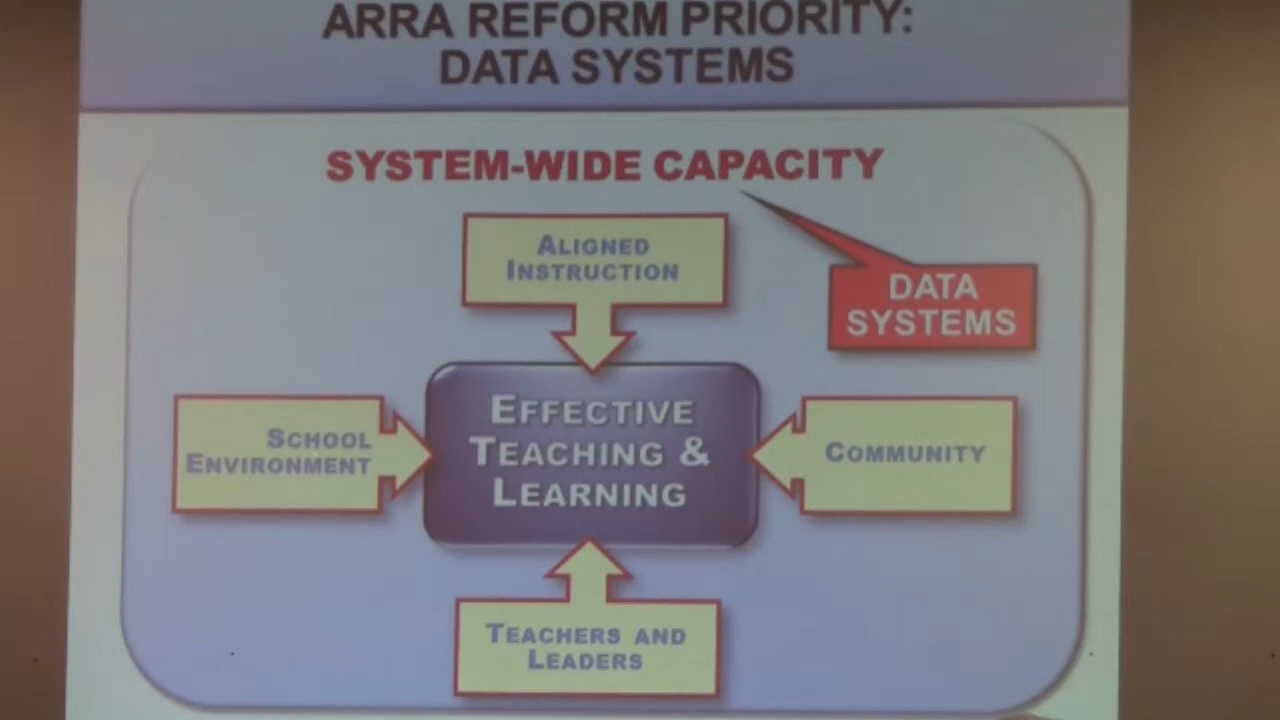 ARRA REFORM PRIORITY:
DATA SYSTEMS
SYSTEM-WIDE CAPACITY
ALIGNED
INSTRUCTION
DATA
SYSTEMS
SCHOOL
ENVIRONMENT
EFFECTIVE
TEACHING &
LEARNING
COMMUNITY
TEACHERS AND
LEADERS